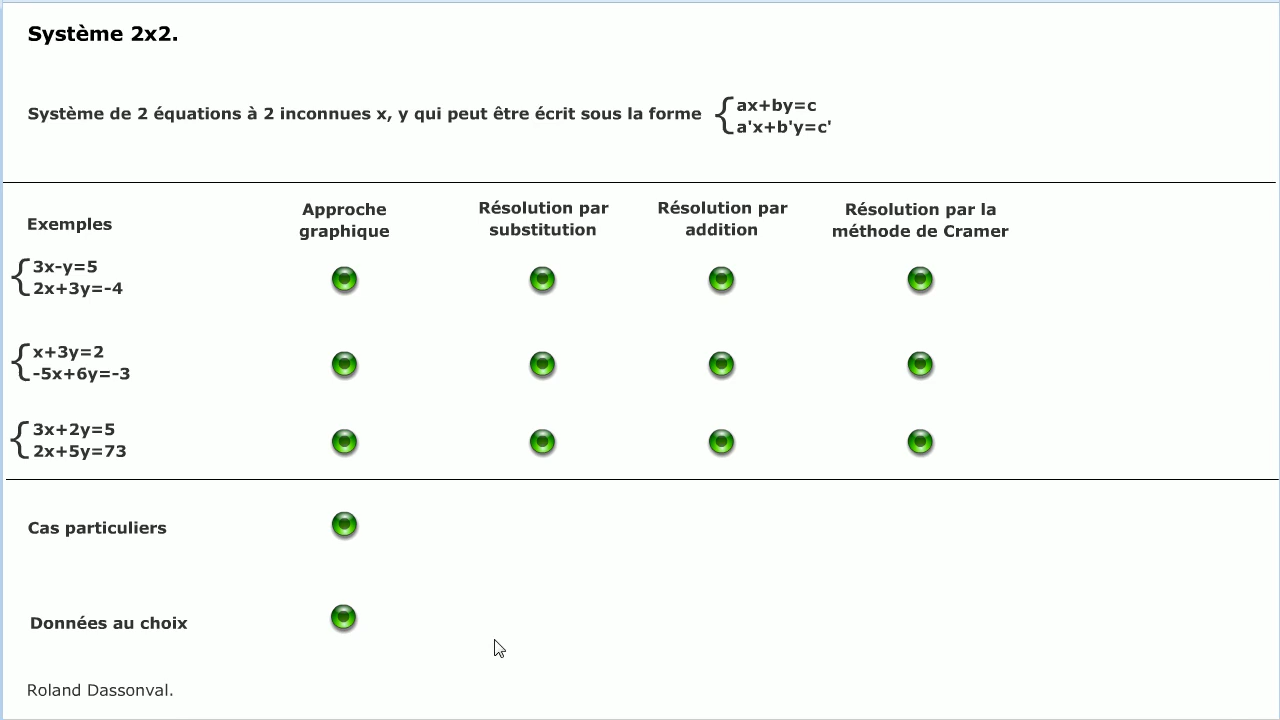 Système 2x2.
Système de 2 équations à 2 inconnues x, y qui peut être écrit sous la forme
ax+by=c
a'x+b'y=c'
Exemples
Approche
graphique
Résolution par
substitution
Résolution par
addition
Résolution par la
méthode de Cramer
3x-y=5
2x+3y=-4
x+3y=2
-5x+6y=-3
3x+2y=5
2x+5y=73
Cas particuliers
Données au choix
Roland Dassonval.